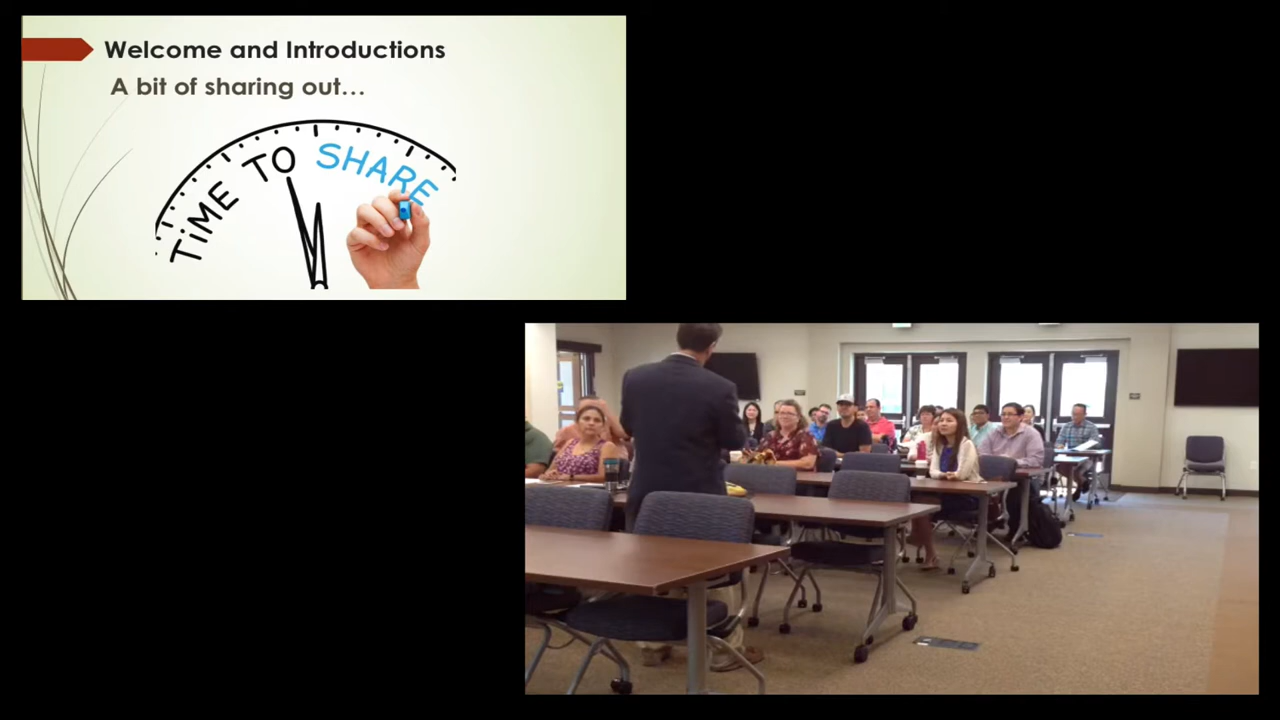 Welcome and Introductions
A bit of sharing out...
TiME TO SHARE